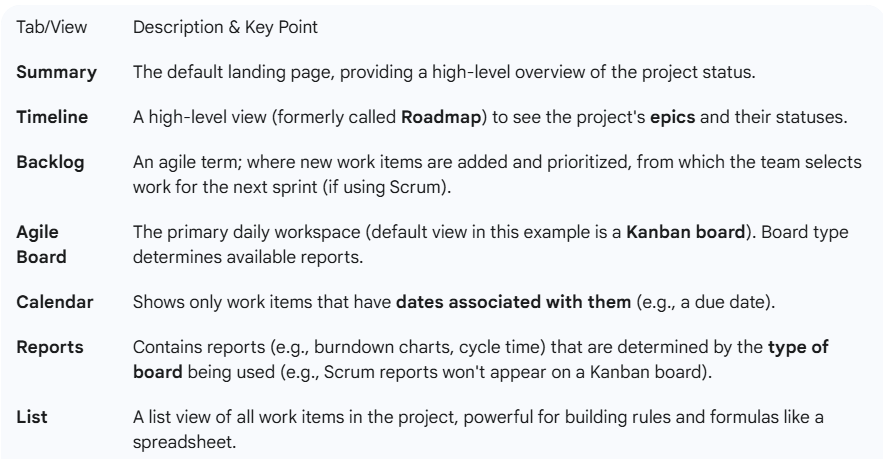 Tab/View Description & Key Point
Summary The default landing page, providing a high-level overview of the project status.
Timeline A high-level view (formerly called Roadmap) to see the project's epics and their statuses.
Backlog An agile term; where new work items are added and prioritized, from which the team selects
work for the next sprint (if using Scrum).
Agile The primary daily workspace (default view in this example is a Kanban board). Board type
Board determines available reports.
Calendar Shows only work items that have dates associated with them (e.g., a due date).
Reports Contains reports (e.g., burndown charts, cycle time) that are determined by the type of
board being used (e.g., Scrum reports won't appear on a Kanban board).
List A list view of all work items in the project, powerful for building rules and formulas like a
spreadsheet.